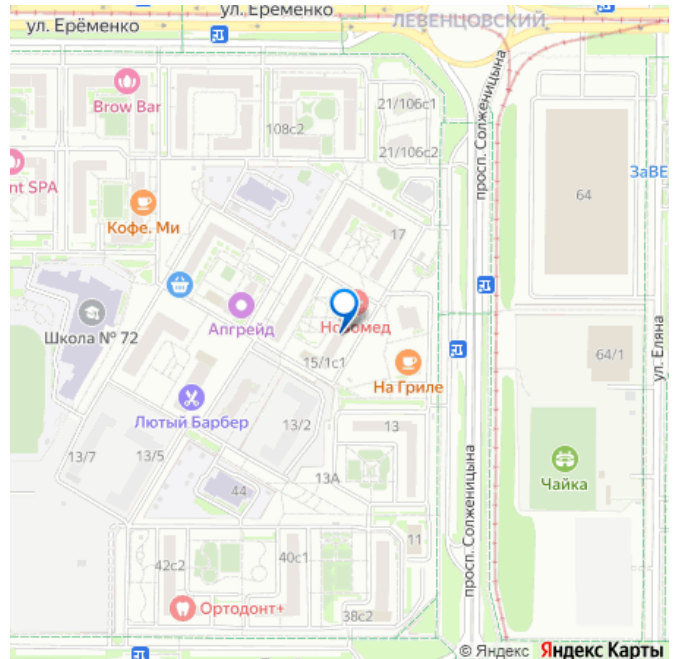 ул. Ерёменко
ул. Еременко
ЛЕВЕНЦОВСКИЙ
Brow Bar
108с2
21/106с1
21/106с2
просп. Солженицына
64
ЗаВЕ
nt SPA
Кофе. Ми
17
Школа № 72
Апгрейд
Новомед
15/1с1
На Гриле
64/1
ул. Еляна
Лютый Барбер
13/2
13
13/7
13/5
13А
44
Чайка
просп. Солженицына
11
42с2
40с1
Ортодонт+
38с2
© Яндекс Яндекс Карты